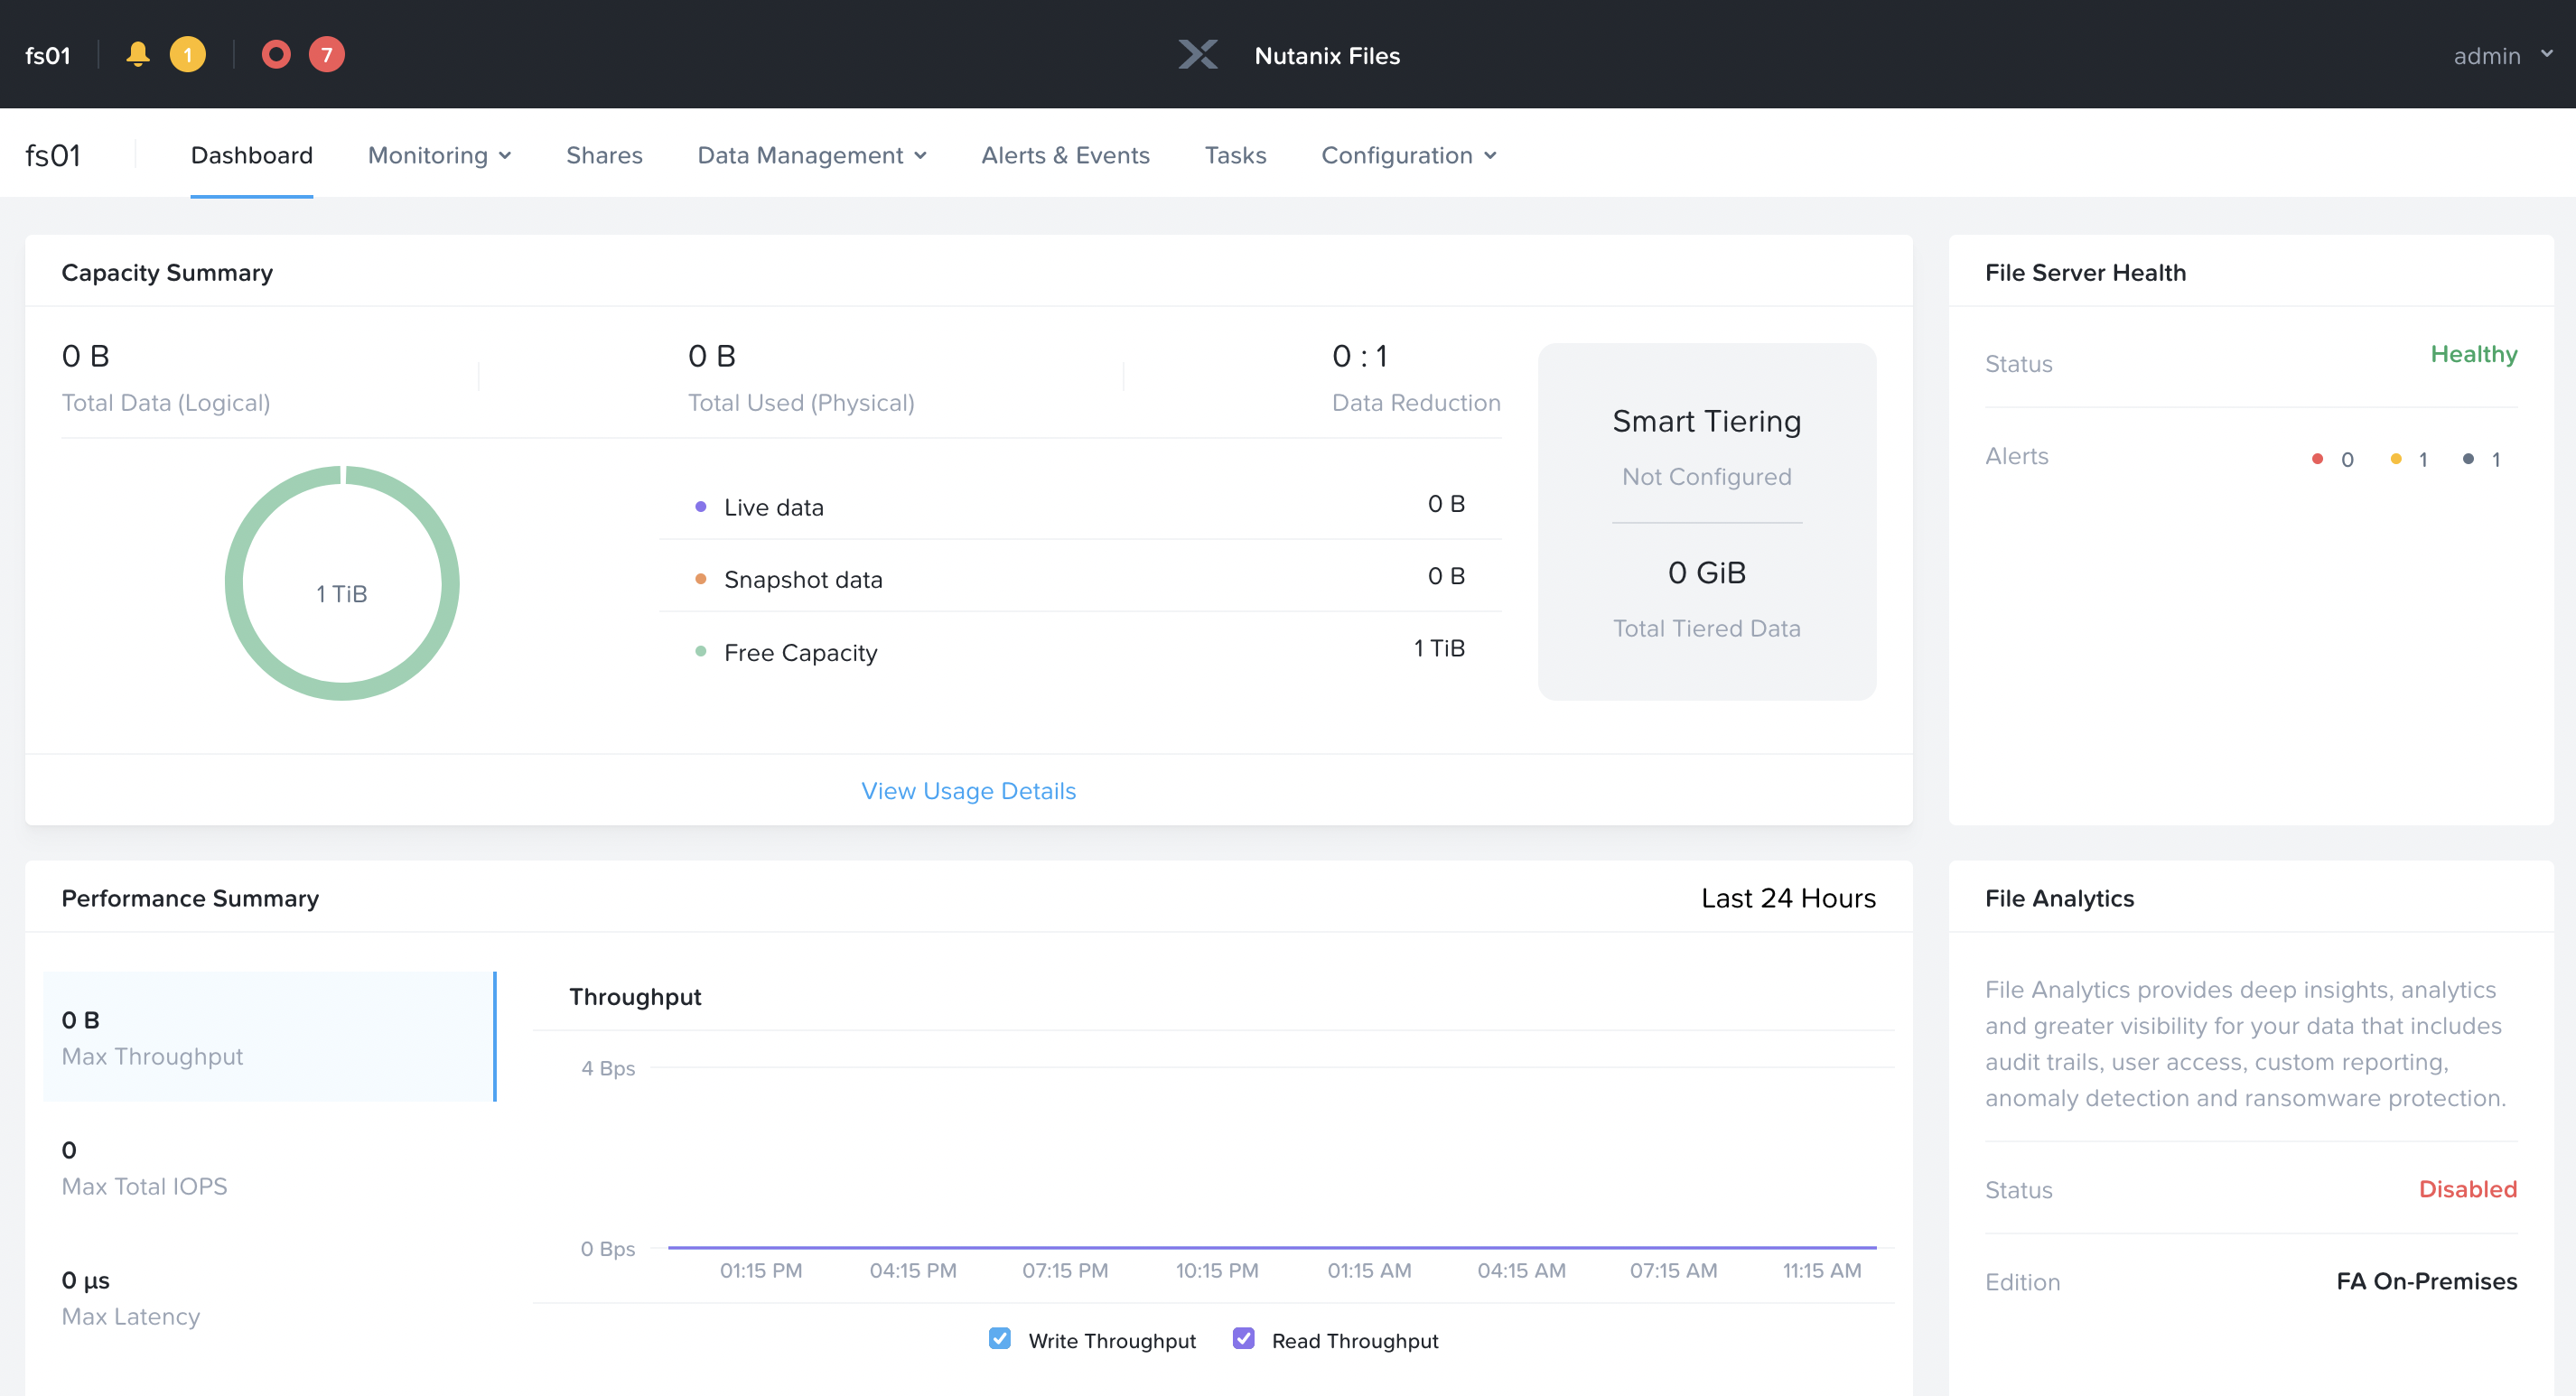 fs01
1
7
Nutanix Files
admin
fs01
Dashboard
Monitoring
Shares
Data Management
Alerts & Events
Tasks
Configuration
Capacity Summary
0 B
Total Data (Logical)
0 B
Total Used (Physical)
0 : 1
Data Reduction
1 TiB
Live data 0 B
Snapshot data 0 B
Free Capacity 1 TiB
Smart Tiering
Not Configured
0 GiB
Total Tiered Data
View Usage Details
File Server Health
Status Healthy
Alerts 0 1 1
Performance Summary
Last 24 Hours
0 B
Max Throughput
0
Max Total IOPS
0 µs
Max Latency
Throughput
4 Bps
0 Bps
01:15 PM 04:15 PM 07:15 PM 10:15 PM 01:15 AM 04:15 AM 07:15 AM 11:15 AM
Write Throughput Read Throughput
File Analytics
File Analytics provides deep insights, analytics
and greater visibility for your data that includes
audit trails, user access, custom reporting,
anomaly detection and ransomware protection.
Status Disabled
Edition FA On-Premises